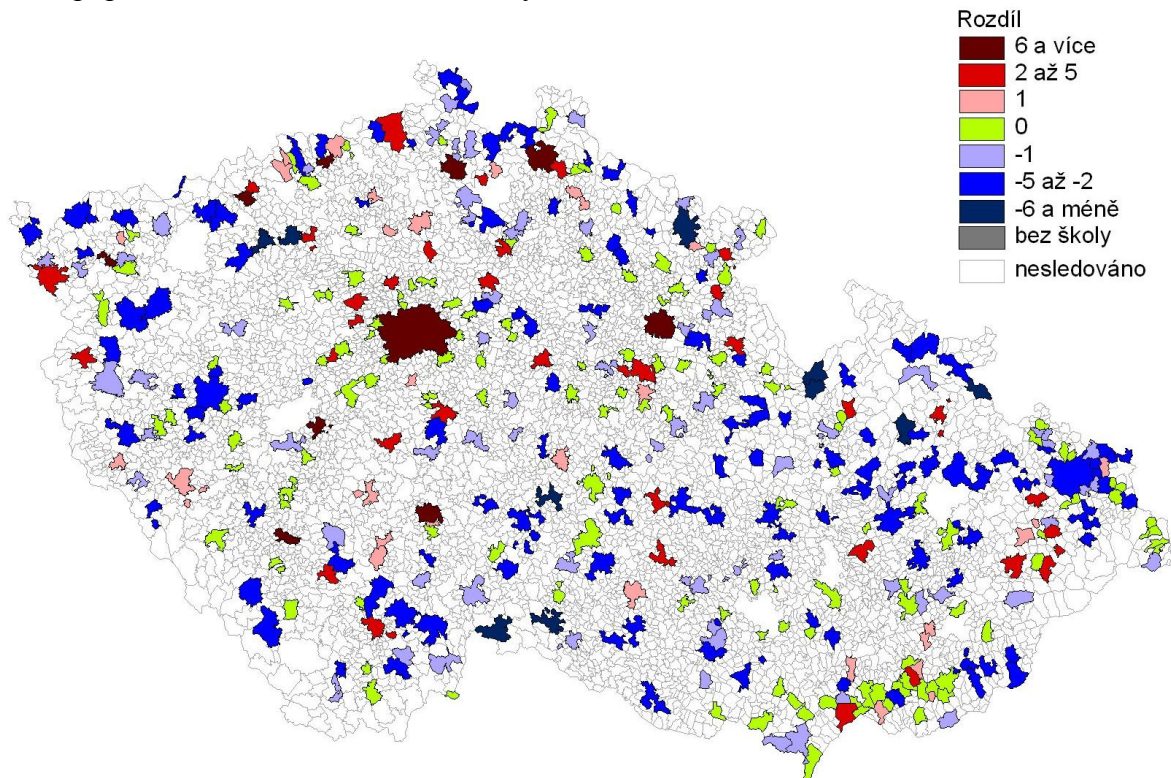 Rozdíl
6 a více
2 až 5
1
0
-1
-5 až -2
-6 a méně
bez školy
nesledováno